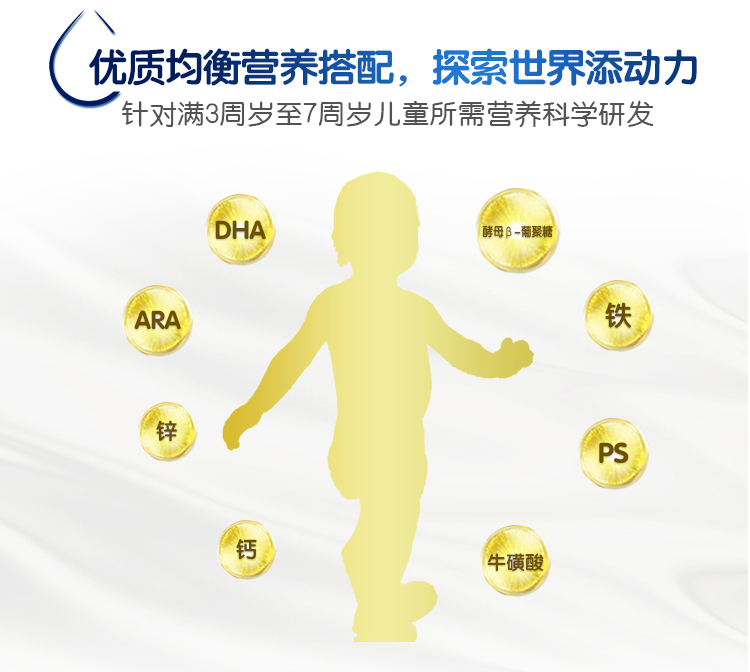 优质均衡营养搭配，探索世界添动力
针对满3周岁至7周岁儿童所需营养科学研发
DHA
酵母β-葡聚糖
ARA
铁
锌
PS
钙
牛磺酸